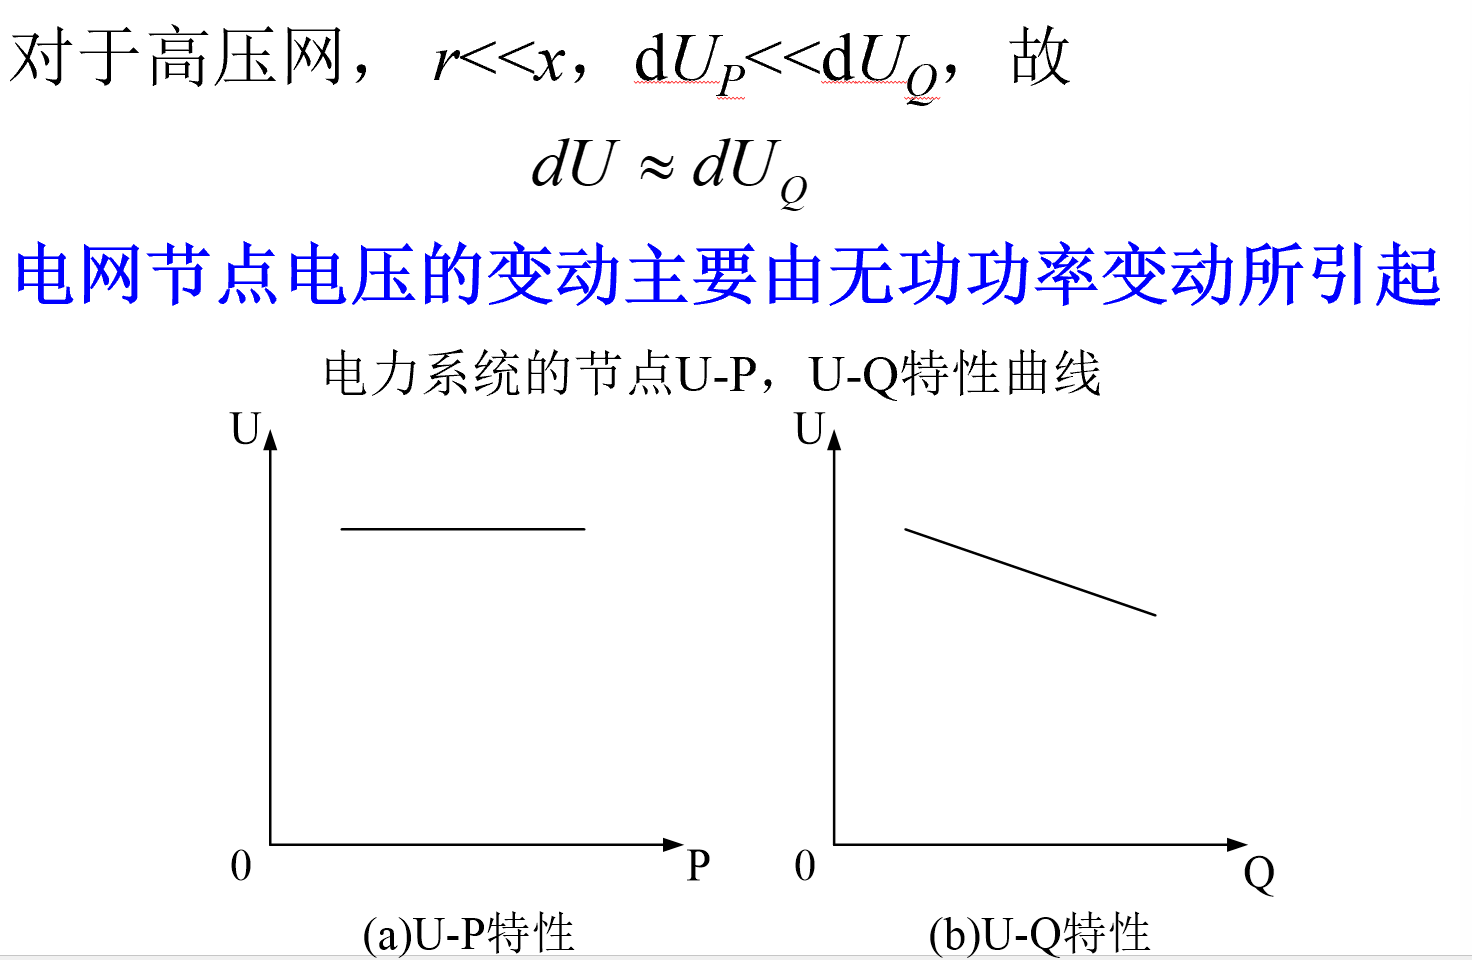 对于高压网， r<<x，dU_P<<dU_Q，故
dU ≈ dU_Q
电网节点电压的变动主要由无功功率变动所引起
电力系统的节点U-P，U-Q特性曲线
U
U
0
P
0
Q
(a)U-P特性
(b)U-Q特性